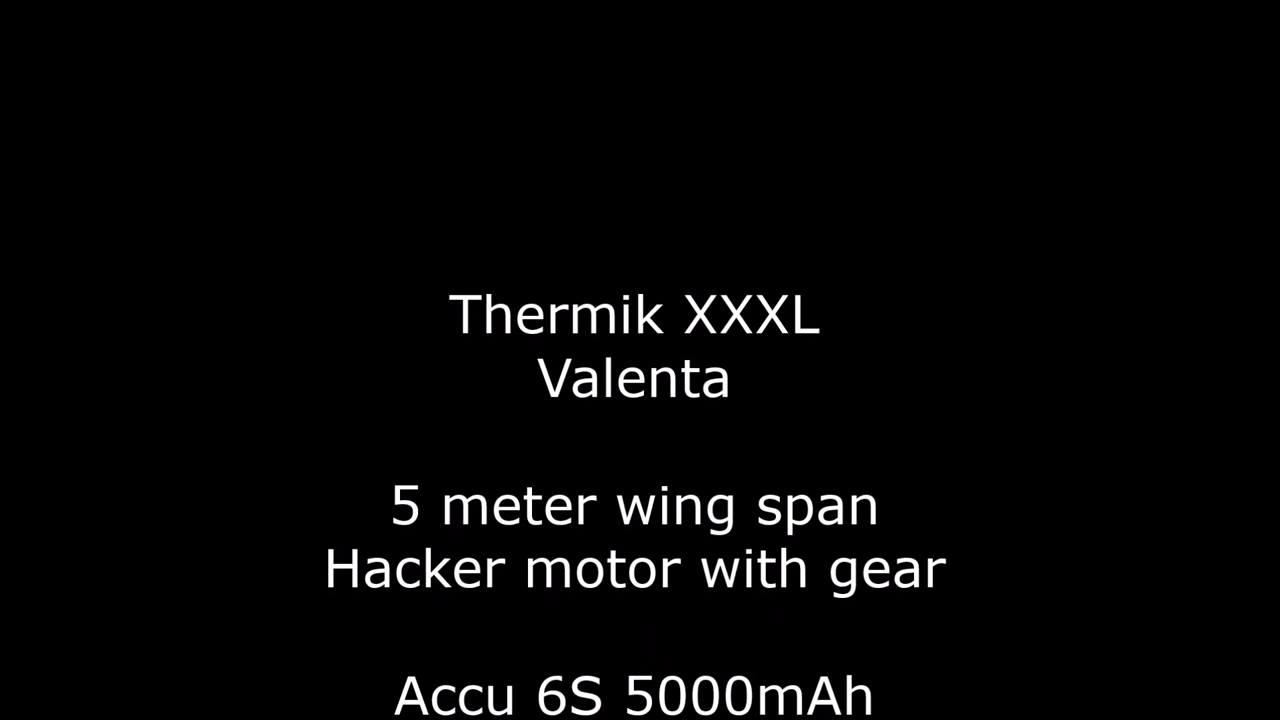 Thermik XXXL
Valenta
5 meter wing span
Hacker motor with gear
Accu 6S 5000mAh